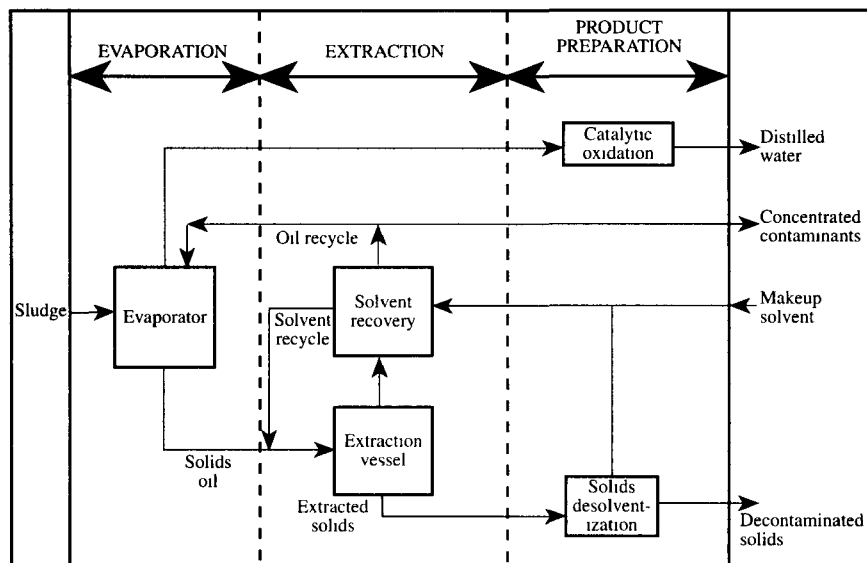 EVAPORATION
EXTRACTION
PRODUCT
PREPARATION
Catalytic
oxidation
Distilled
water
Oil recycle
Concentrated
contaminants
Sludge
Evaporator
Solvent
recycle
Solvent
recovery
Makeup
solvent
Solids
oil
Extraction
vessel
Extracted
solids
Solids
desolvent-
ization
Decontaminated
solids